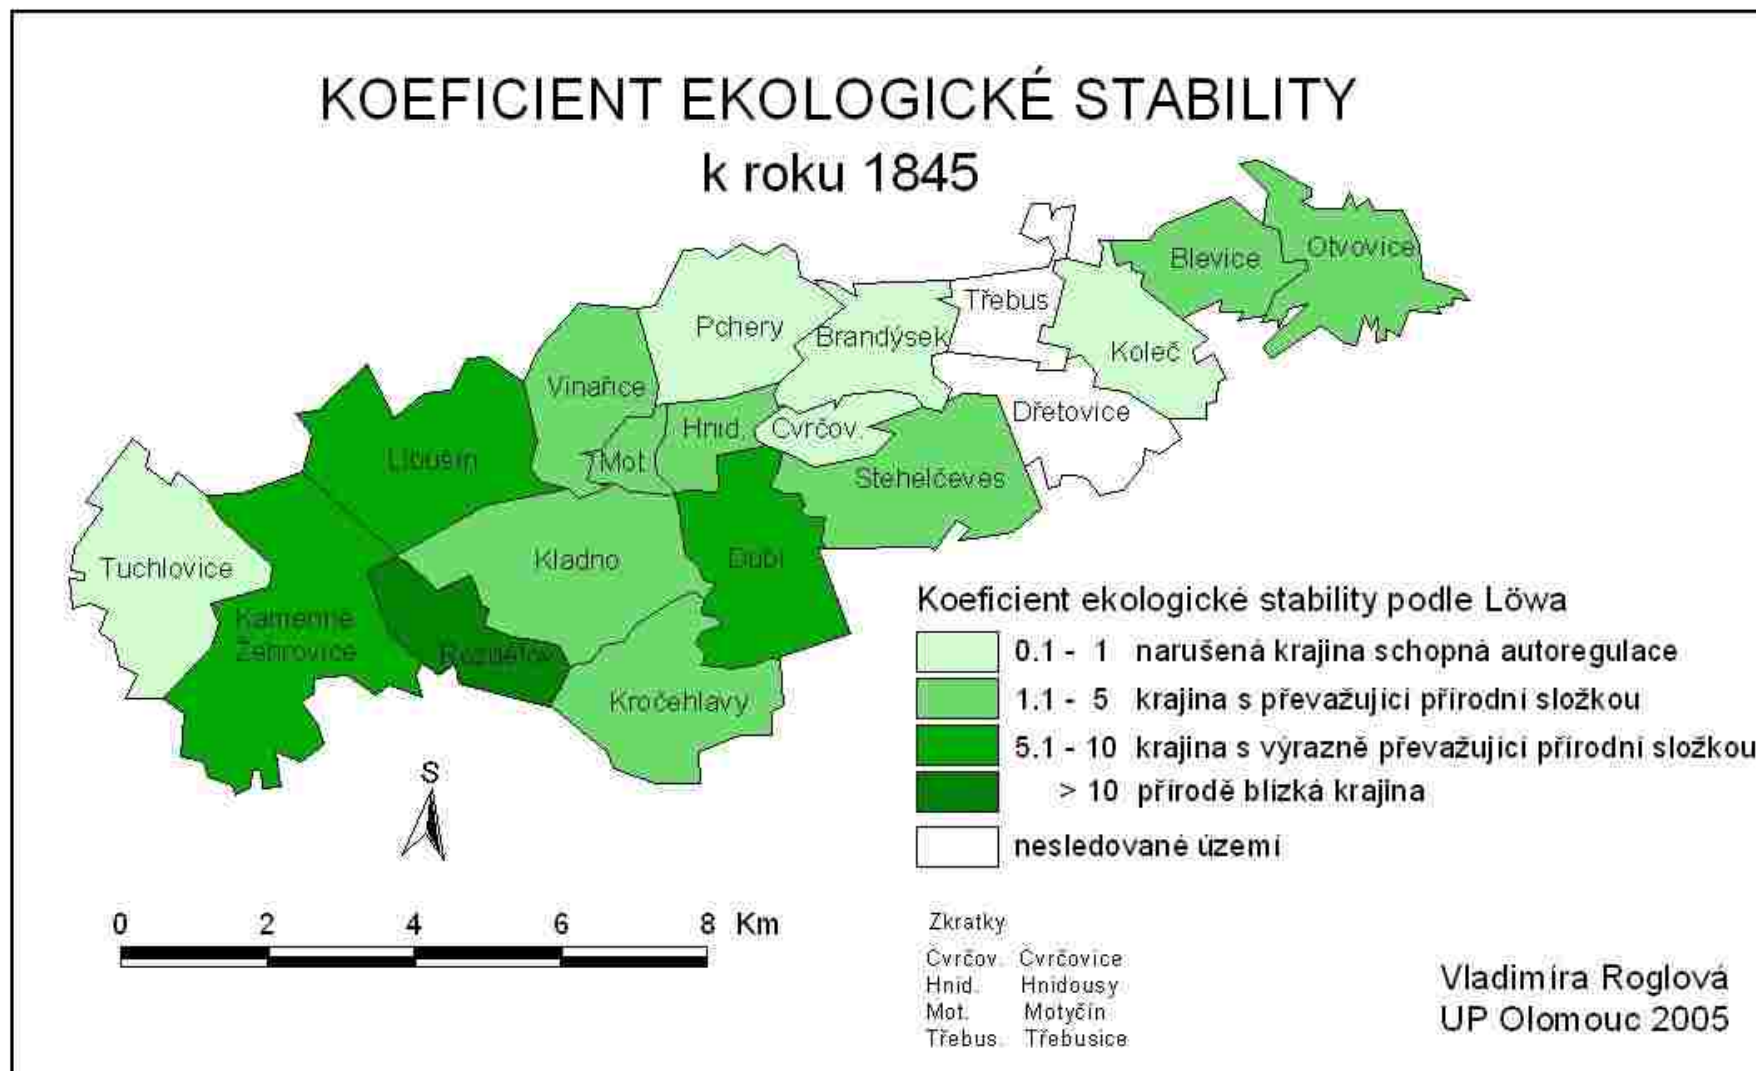 KOEFICIENT EKOLOGICKÉ STABILITY
k roku 1845
Otvovice
Blevice
Třebus
Pchery
Brandýsek
Koleč
Vinařice
Dřetovice
Hnid.
Čvrčov.
Libušín
Mot.
Stehelčeves
Tuchlovice
Kladno
Dubí
Kamenné
Žehrovice
Rozdělov
Kročehlavy
Koeficient ekologické stability podle Löwa
0.1 - 1 narušená krajina schopná autoregulace
1.1 - 5 krajina s převažující přírodní složkou
5.1 - 10 krajina s výrazně převažující přírodní složkou
> 10 přírodě blízká krajina
nesledované území
S
0 2 4 6 8 Km
Zkratky
Čvrčov. Čvrčovice
Hnid. Hnidousy
Mot. Motyčín
Třebus. Třebusice
Vladimíra Roglová
UP Olomouc 2005